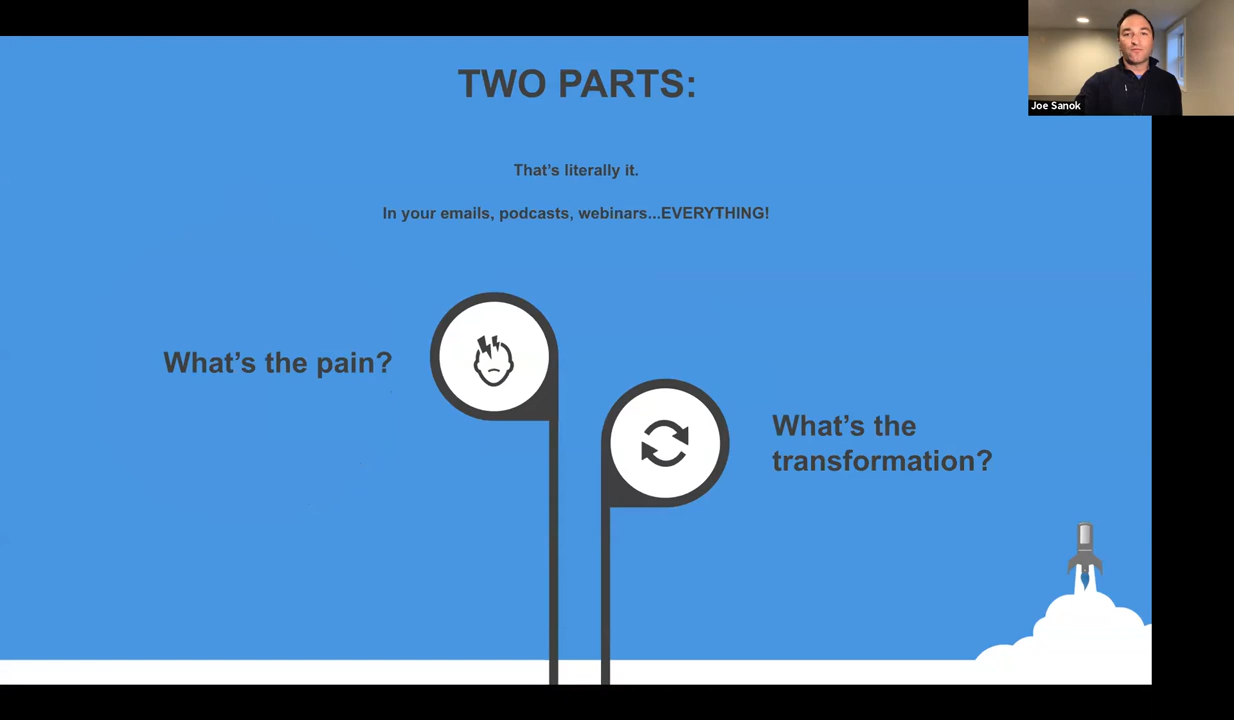 TWO PARTS:
Joe Sanok
That’s literally it.
In your emails, podcasts, webinars...EVERYTHING!
What’s the pain?
What’s the
transformation?